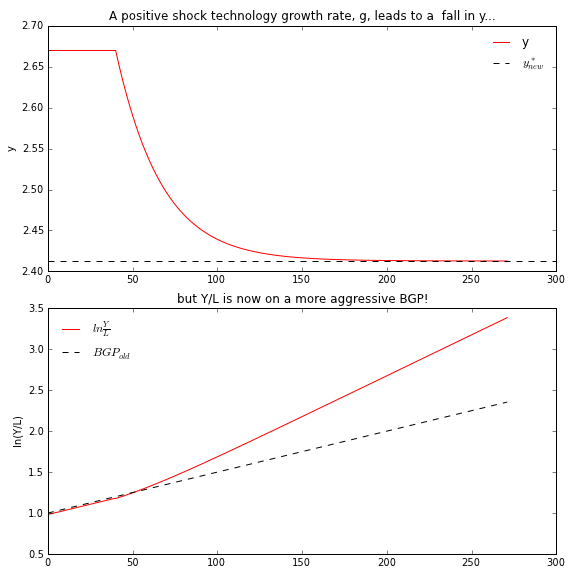 A positive shock technology growth rate, g, leads to a  fall in y...
2.70
2.65
2.60
2.55
2.50
2.45
2.40
y
y
y*new
0 50 100 150 200 250 300
but Y/L is now on a more aggressive BGP!
3.5
3.0
2.5
2.0
1.5
1.0
0.5
ln(Y/L)
ln Y/L
BGPold
0 50 100 150 200 250 300